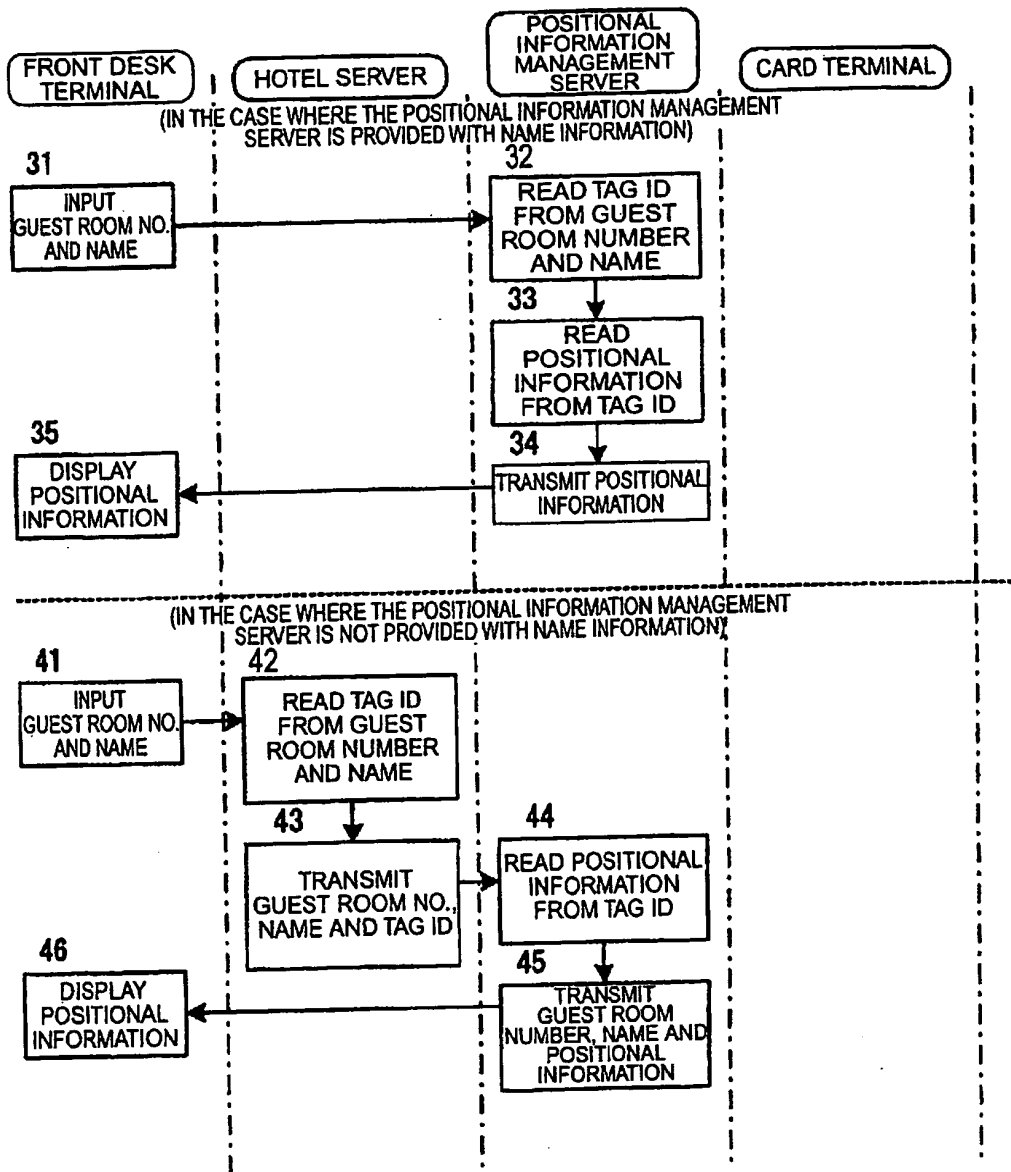 FRONT DESK
TERMINAL
HOTEL SERVER
POSITIONAL
INFORMATION
MANAGEMENT
SERVER
CARD TERMINAL
(IN THE CASE WHERE THE POSITIONAL INFORMATION MANAGEMENT
SERVER IS PROVIDED WITH NAME INFORMATION)
31
INPUT
GUEST ROOM NO.
AND NAME
32
READ TAG ID
FROM GUEST
ROOM NUMBER
AND NAME
33
READ
POSITIONAL
INFORMATION
FROM TAG ID
34
TRANSMIT POSITIONAL
INFORMATION
35
DISPLAY
POSITIONAL
INFORMATION
(IN THE CASE WHERE THE POSITIONAL INFORMATION MANAGEMENT
SERVER IS NOT PROVIDED WITH NAME INFORMATION)
41
INPUT
GUEST ROOM NO.
AND NAME
42
READ TAG ID
FROM GUEST
ROOM NUMBER
AND NAME
43
TRANSMIT
GUEST ROOM NO.,
NAME AND TAG ID
44
READ POSITIONAL
INFORMATION
FROM TAG ID
45
TRANSMIT
GUEST ROOM
NUMBER, NAME AND
POSITIONAL
INFORMATION
46
DISPLAY
POSITIONAL
INFORMATION